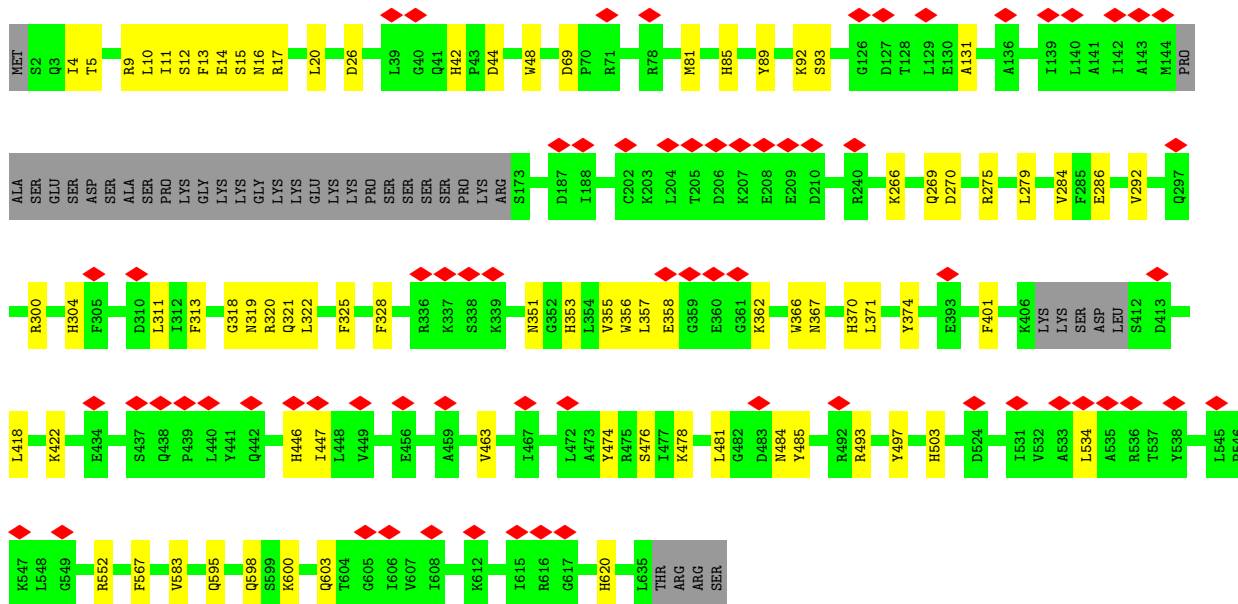 MET S2 Q3 I4 T5 R9 L10 I11 S12 F13 E14 S15 N16 R17 L20 D26 L39 G40 Q41 H42 P43 D44 W48 D69 P70 R71 R78 M81 H85 Y89 K92 S93 G126 D127 T128 L129 E130 A131 A136 I139 L140 A141 I142 A143 M144 PRO
ALA SER GLU SER ASP SER ALA SER PRO LYS GLY LYS LYS GLY LYS LYS GLU LYS LYS PRO SER SER SER SER PRO LYS ARG S173 D187 I188 C202 K203 L204 T205 D206 K207 E208 E209 D210 R240 K266 Q269 D270 R275 L279 V284 F285 E286 V292 Q297
R300 H304 F305 D310 L311 I312 F313 G318 N319 R320 Q321 L322 F325 F328 R336 K337 S338 K339 N351 G352 H353 L354 V355 W356 L357 E358 G359 E360 G361 K362 W366 N367 H370 L371 Y374 E393 F401 K406 LYS LYS SER ASP LEU S412 D413
L418 K422 E434 S437 Q438 P439 L440 Y441 Q442 H446 I447 L448 V449 E456 A459 V463 I467 L472 A473 Y474 R475 S476 I477 K478 L481 G482 D483 N484 Y485 R492 R493 Y497 H503 D524 I531 V532 A533 L534 A535 R536 T537 Y538 L545
K547 L548 G549 R552 F567 V583 Q595 Q598 S599 K600 Q603 T604 G605 I606 V607 I608 K612 I615 R616 G617 H620 L635 THR ARG ARG SER